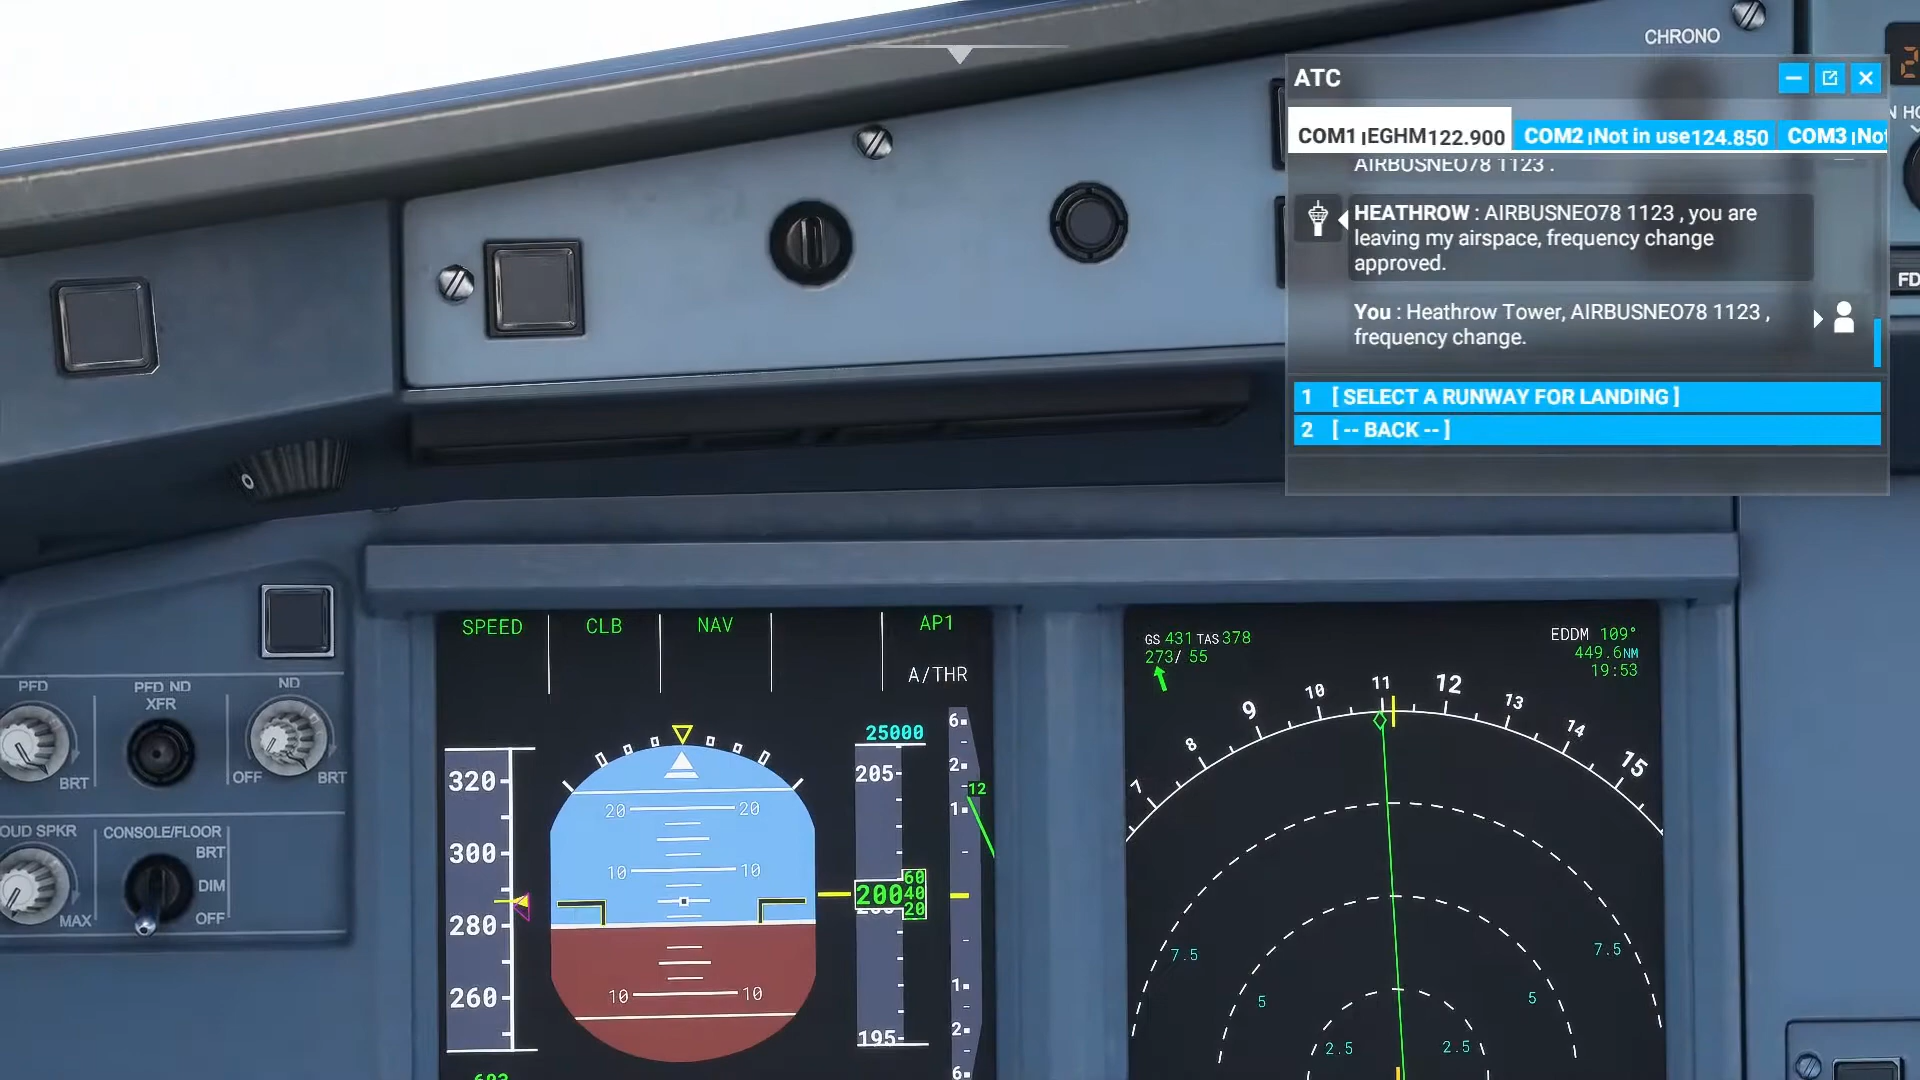 CHRONO
ATC
COM1 |EGHM122.900
COM2 |Not in use124.850
COM3 |Not
AIRBUSNEO78 1123 .
HEATHROW : AIRBUSNEO78 1123 , you are
leaving my airspace, frequency change
approved.
You : Heathrow Tower, AIRBUSNEO78 1123 ,
frequency change.
1 [ SELECT A RUNWAY FOR LANDING ]
2 [ -- BACK -- ]
FD
PFD
PFD ND
XFR
ND
BRT
OFF
BRT
OUD SPKR
CONSOLE/FLOOR
BRT
DIM
OFF
MAX
SPEED
CLB
NAV
AP1
A/THR
320
300
280
260
20 20
10 10
10 10
25000
205
200
60
40
20
195
6
2
1
12
1
2
6
GS 431 TAS 378
273/ 55
EDDM 109°
449.6NM
19:53
7
8
9
10
11
12
13
14
15
7.5 7.5
5 5
2.5 2.5